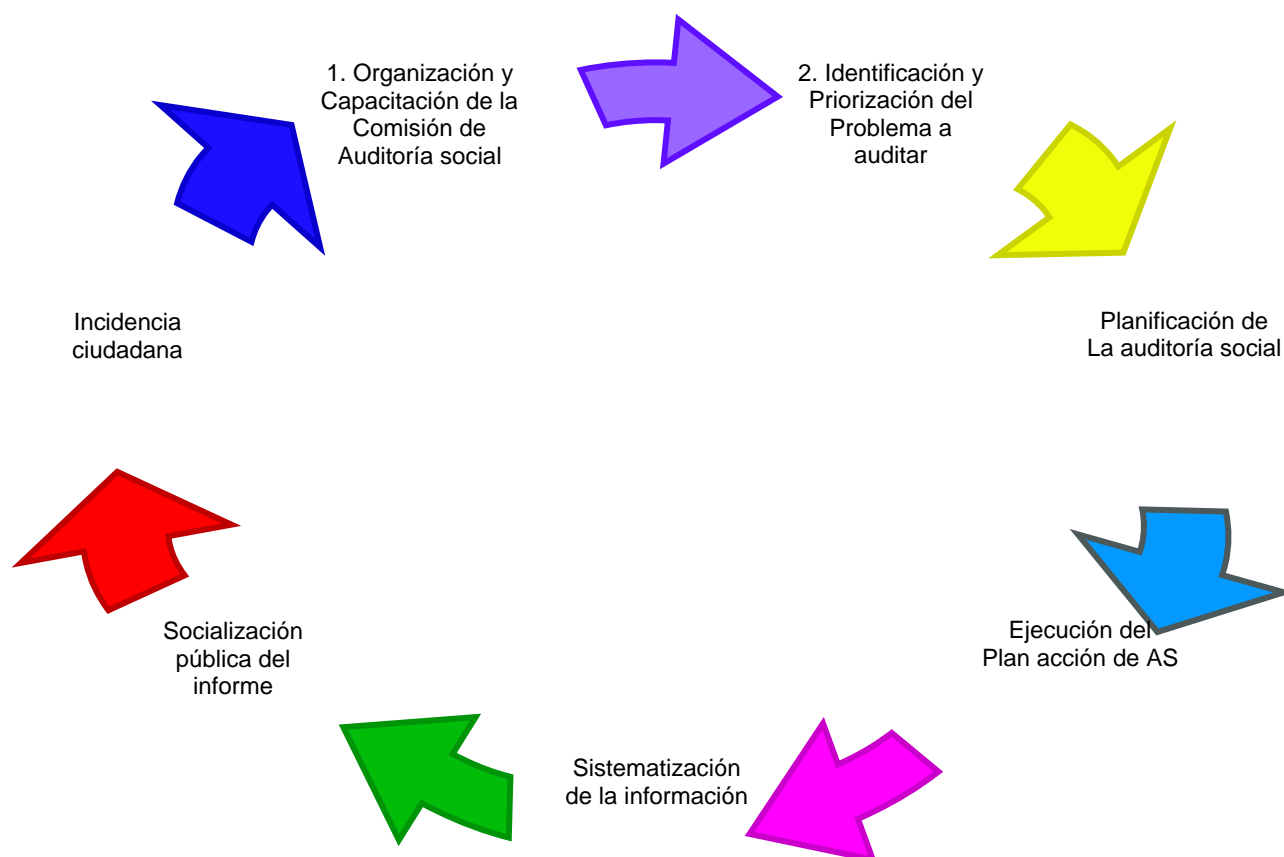 1. Organización y
Capacitación de la
Comisión de
Auditoría social
2. Identificación y
Priorización del
Problema a
auditar
Planificación de
La auditoría social
Ejecución del
Plan acción de AS
Sistematización
de la información
Socialización
pública del
informe
Incidencia
ciudadana